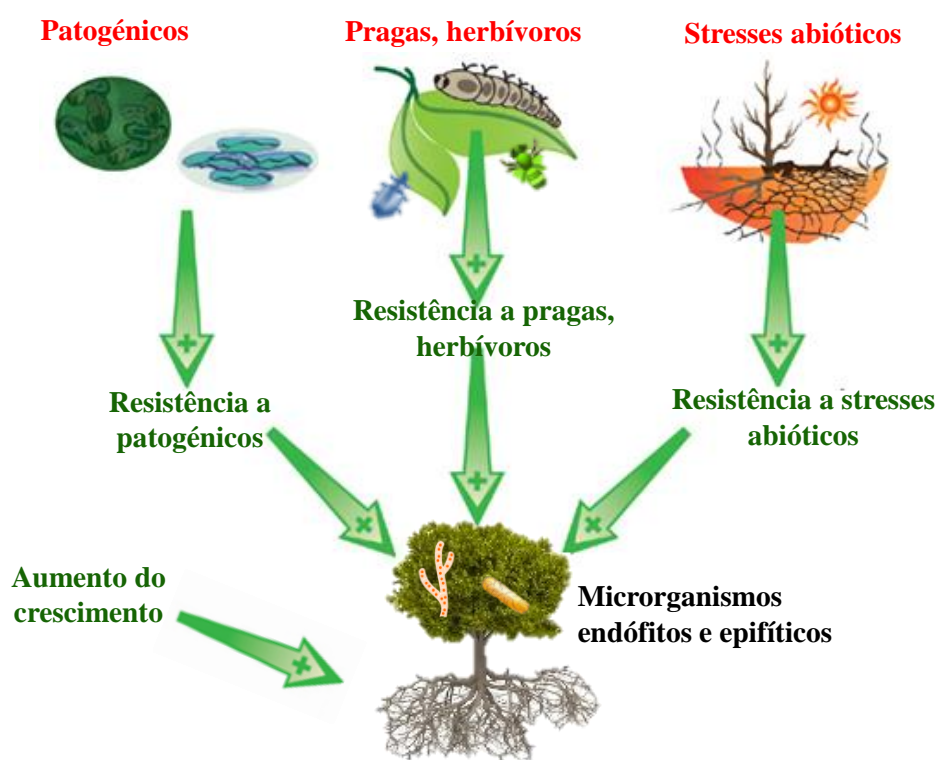 Patogénicos
Pragas, herbívoros
Stresses abióticos
Resistência a pragas,
herbívoros
Resistência a
patogénicos
Resistência a stresses
abióticos
Aumento do
crescimento
Microrganismos
endófitos e epifíticos